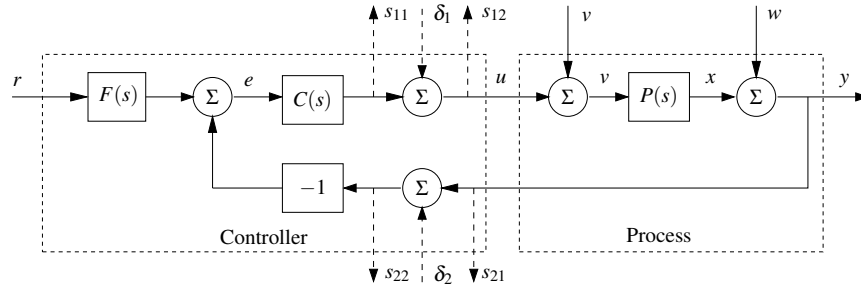 s₁₁ δ₁ s₁₂ v w
r F(s) Σ e C(s) Σ u Σ v P(s) x Σ y
−1 Σ
Controller Process
s₂₂ δ₂ s₂₁